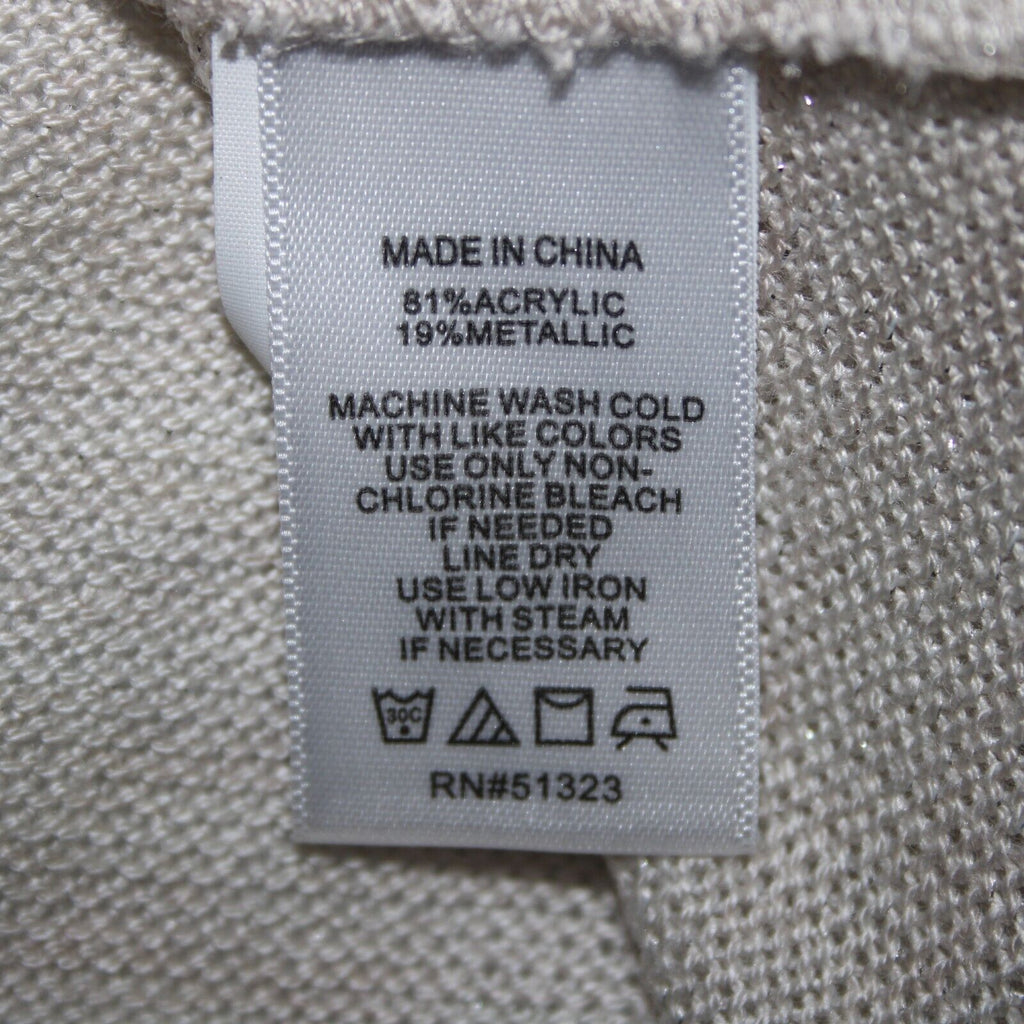 MADE IN CHINA
81%ACRYLIC
19%METALLIC
MACHINE WASH COLD
WITH LIKE COLORS
USE ONLY NON-
CHLORINE BLEACH
IF NEEDED
LINE DRY
USE LOW IRON
WITH STEAM
IF NECESSARY
30C
RN#51323